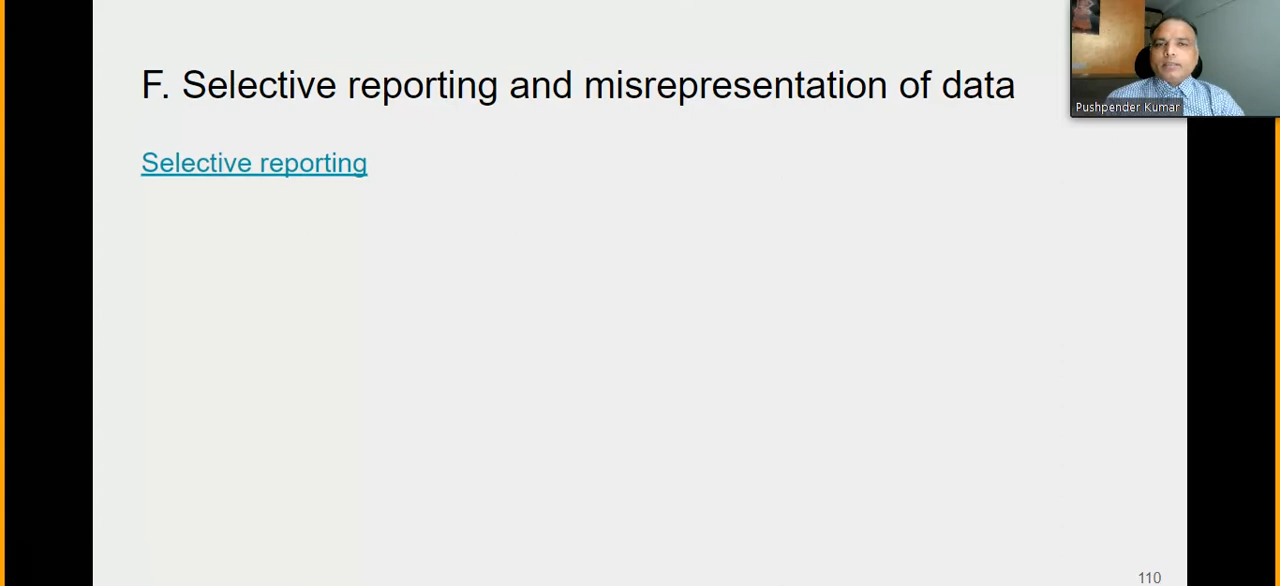 F. Selective reporting and misrepresentation of data
Pushpender Kumar
Selective reporting
110